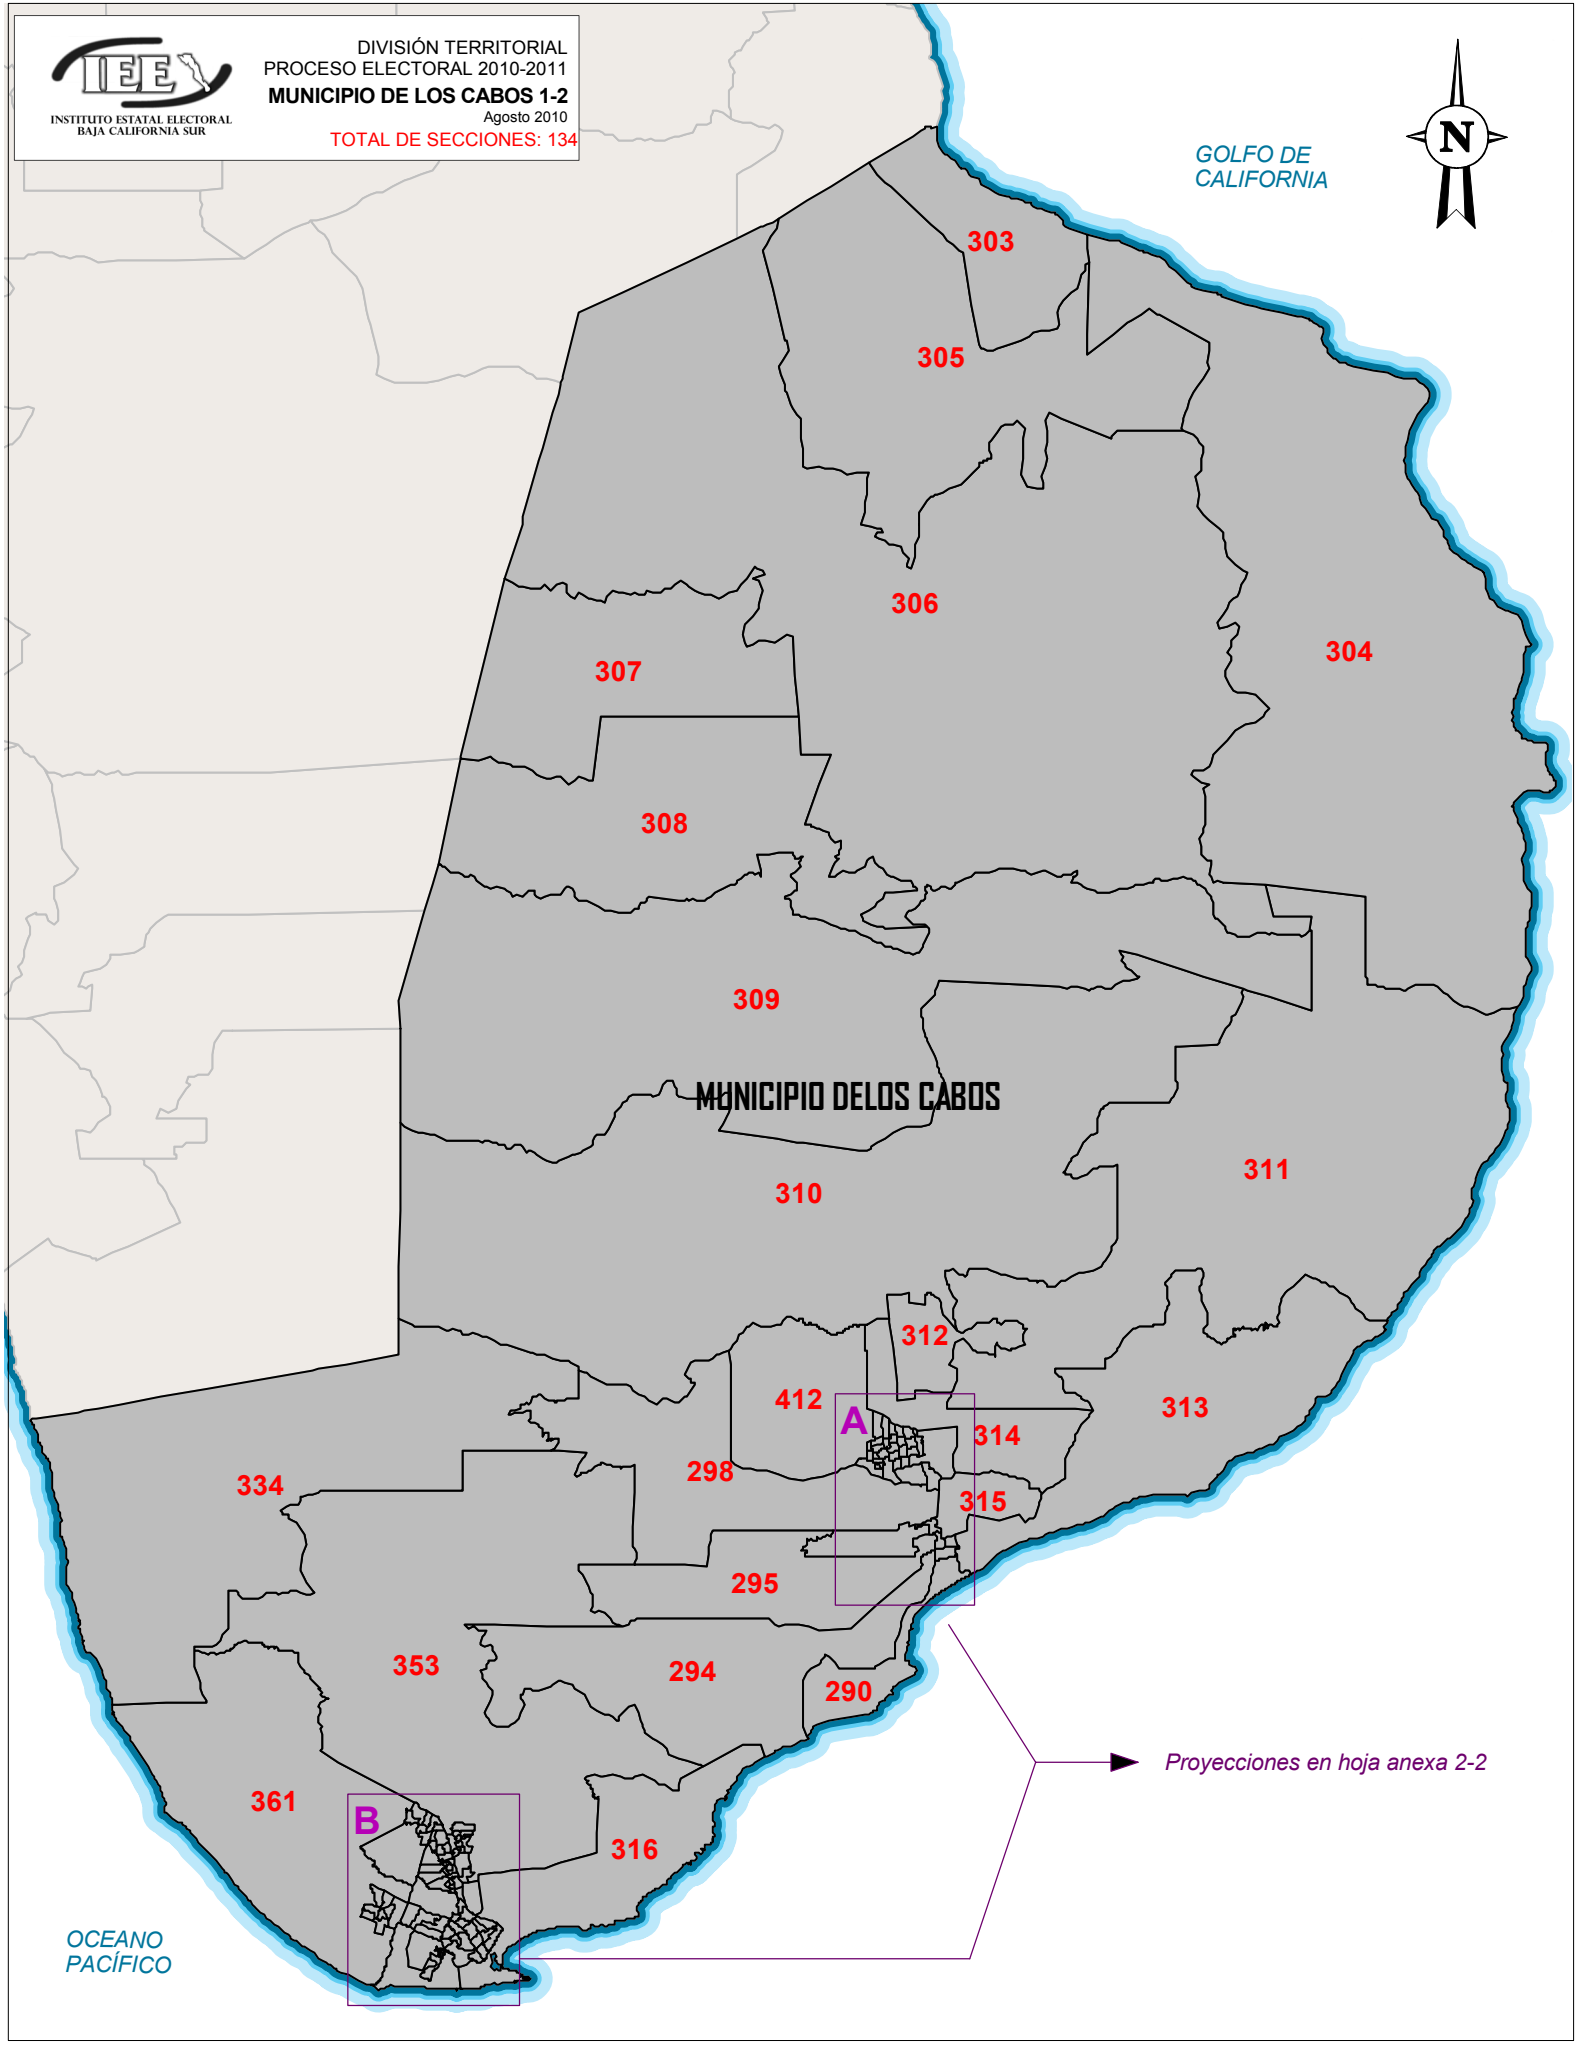 IEE
INSTITUTO ESTATAL ELECTORAL
BAJA CALIFORNIA SUR
DIVISIÓN TERRITORIAL
PROCESO ELECTORAL 2010-2011
MUNICIPIO DE LOS CABOS 1-2
Agosto 2010
TOTAL DE SECCIONES: 134
GOLFO DE
CALIFORNIA
N
303
305
306
304
307
308
309
MUNICIPIO DELOS CABOS
311
310
312
412
A
313
314
298
334
315
295
353
294
290
Proyecciones en hoja anexa 2-2
361
B
316
OCEANO
PACÍFICO